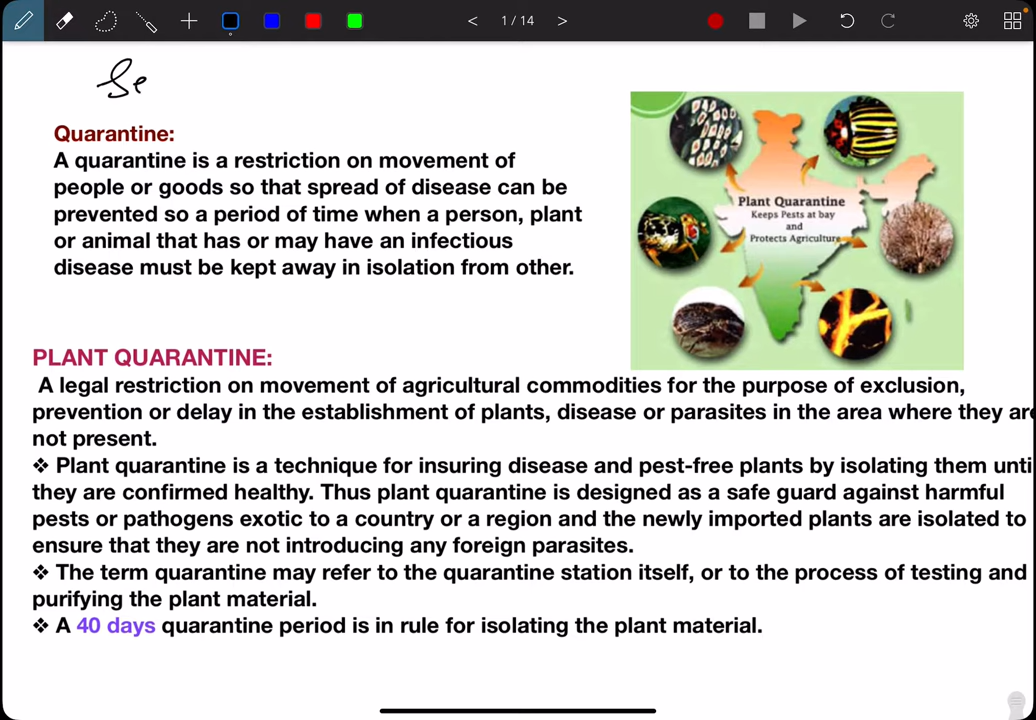 < 1 / 14 >
Se
Quarantine:
A quarantine is a restriction on movement of
people or goods so that spread of disease can be
prevented so a period of time when a person, plant
or animal that has or may have an infectious
disease must be kept away in isolation from other.
Plant Quarantine
Keeps Pests at bay
and
Protects Agriculture
PLANT QUARANTINE:
A legal restriction on movement of agricultural commodities for the purpose of exclusion,
prevention or delay in the establishment of plants, disease or parasites in the area where they are
not present.
❖ Plant quarantine is a technique for insuring disease and pest-free plants by isolating them unti
they are confirmed healthy. Thus plant quarantine is designed as a safe guard against harmful
pests or pathogens exotic to a country or a region and the newly imported plants are isolated to
ensure that they are not introducing any foreign parasites.
❖ The term quarantine may refer to the quarantine station itself, or to the process of testing and
purifying the plant material.
❖ A 40 days quarantine period is in rule for isolating the plant material.